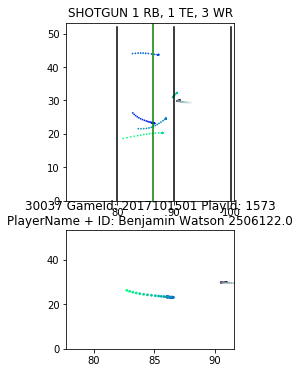 SHOTGUN 1 RB, 1 TE, 3 WR
50
40
30
20
10
0
80 90 100
30037 GameId: 2017101501 PlayId: 1573
PlayerName + ID: Benjamin Watson 2506122.0
40
20
0
80 85 90